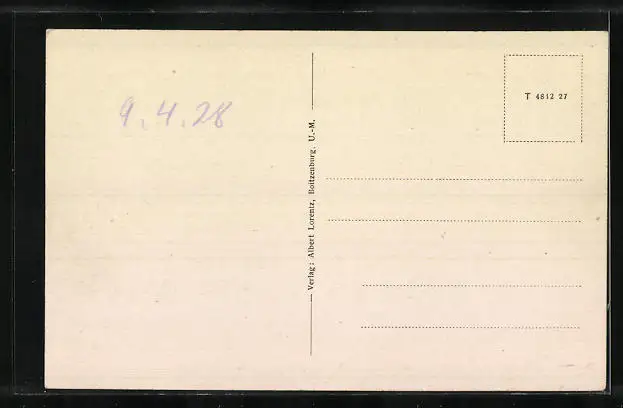 9.4.28
Verlag: Albert Lorentz, Boitzenburg. U.-M.
T 4812 27